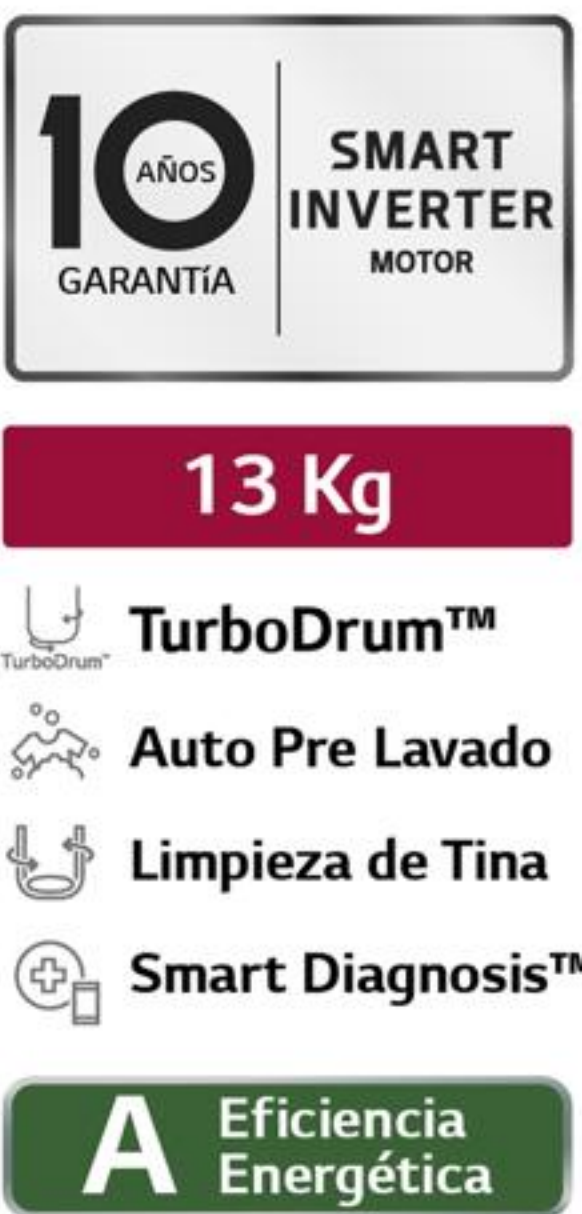 10
AÑOS
GARANTíA
SMART
INVERTER
MOTOR
13 Kg
TurboDrum™
TurboDrum™
Auto Pre Lavado
Limpieza de Tina
Smart Diagnosis™
A
Eficiencia
Energética